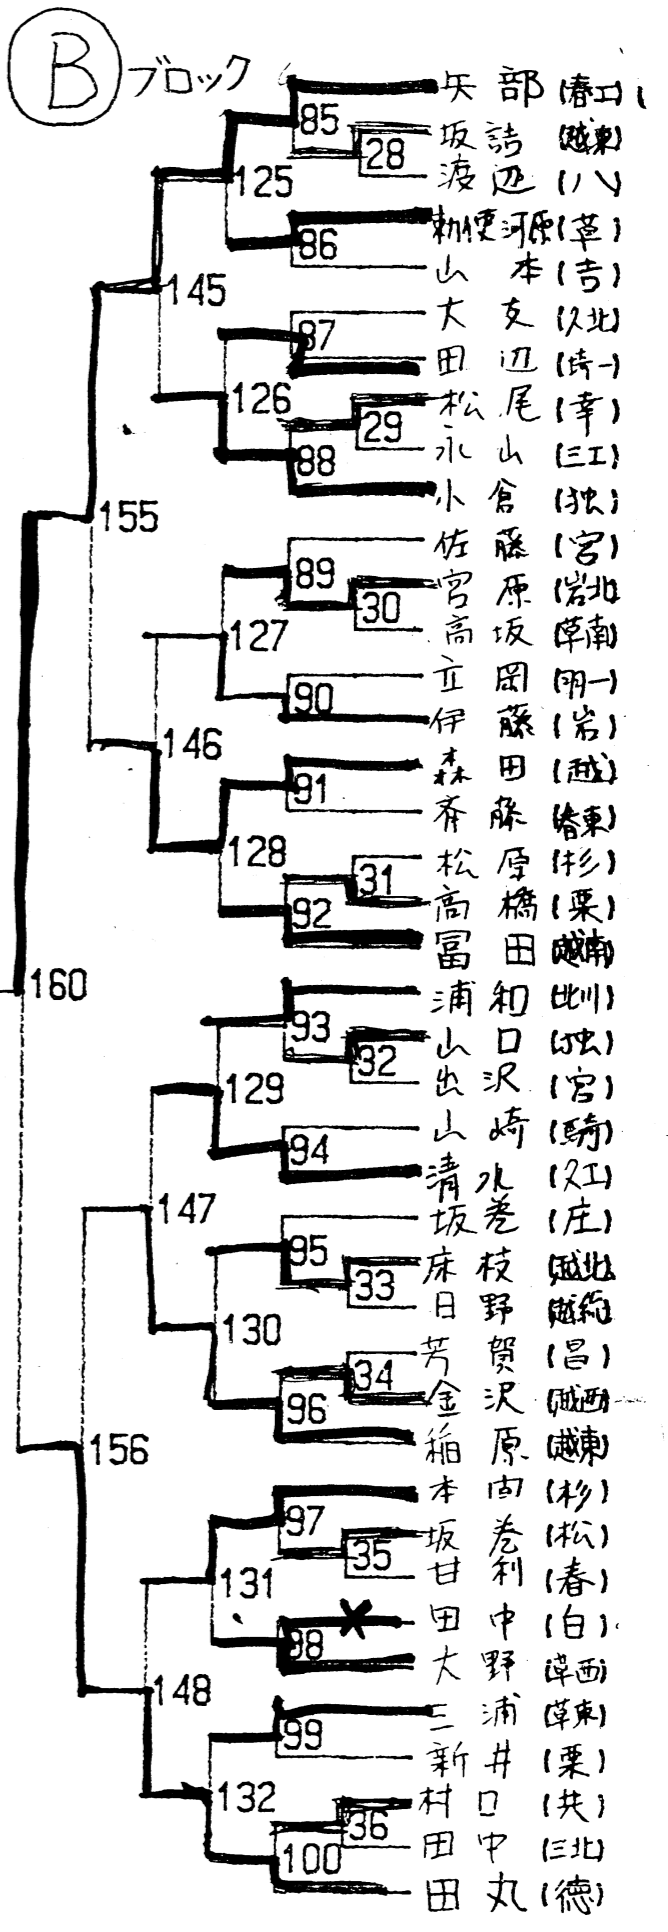 Ⓑブロック
矢部(春工)
85
坂詰(越東)
28
渡辺(八)
125
勅使河原(草)
86
山本(吉)
145
大友(久北)
87
田辺(埼一)
126
松尾(幸)
29
永山(三工)
88
小倉(独)
155
佐藤(宮)
89
宮原(岩北)
30
高坂(草南)
127
立岡(明一)
90
伊藤(岩)
146
森田(越)
91
斉藤(春東)
128
松原(杉)
31
高橋(栗)
92
冨田(越南)
160
浦和(北川)
93
山口(独)
32
出沢(宮)
129
山崎(騎)
94
清水(久工)
147
坂巻(庄)
95
床枝(越北)
33
日野
130
芳賀(昌)
34
金沢(越西)
96
稲原(越東)
156
本間(杉)
97
坂巻(松)
35
甘利(春)
131
田中(白)
98
大野(草西)
148
三浦(草東)
99
新井(栗)
132
村口(共)
36
田中(三北)
100
田丸(徳)